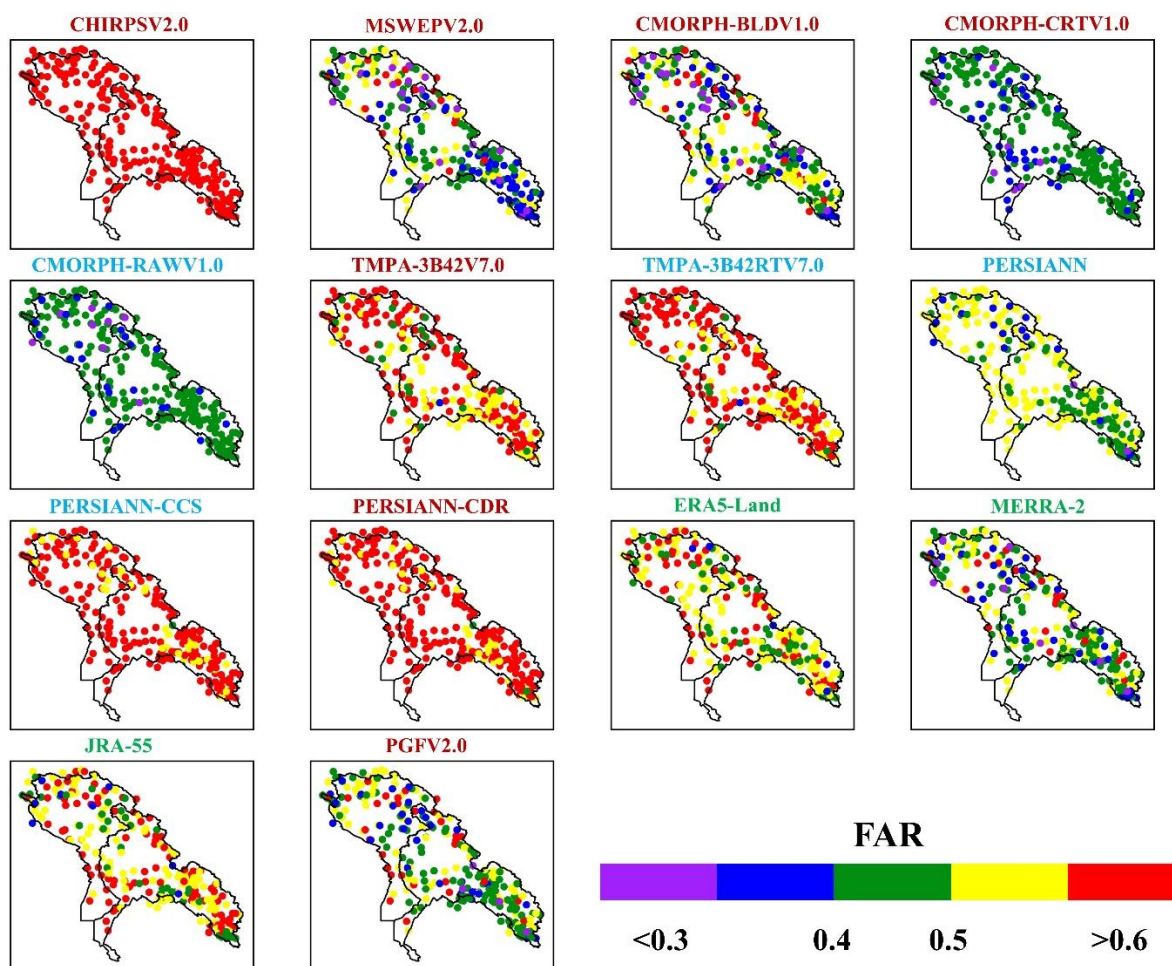 CHIRPSV2.0 MSWEPV2.0 CMORPH-BLDV1.0 CMORPH-CRTV1.0
CMORPH-RAWV1.0 TMPA-3B42V7.0 TMPA-3B42RTV7.0 PERSIANN
PERSIANN-CCS PERSIANN-CDR ERA5-Land MERRA-2
JRA-55 PGFV2.0
FAR
<0.3 0.4 0.5 >0.6